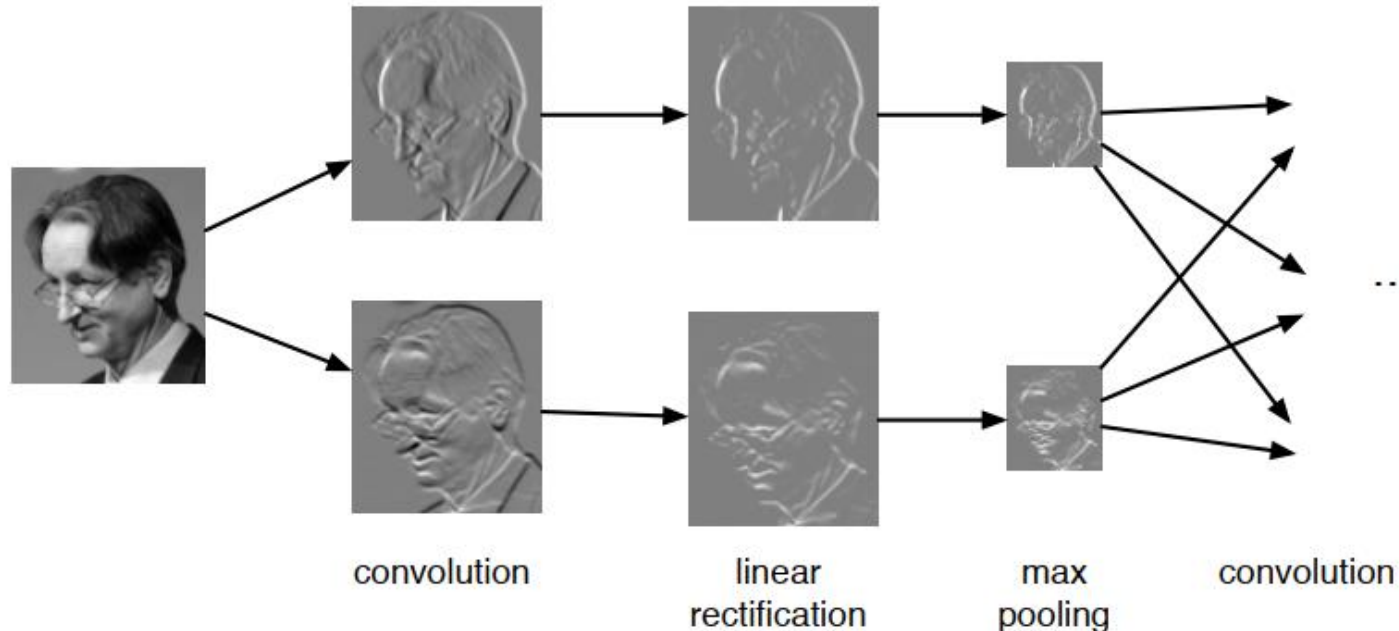 convolution
linear
rectification
max
pooling
convolution
..